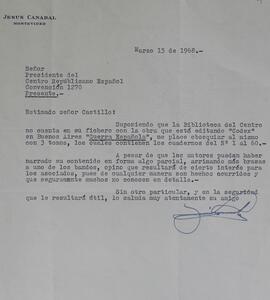 JESUS CANABAL
MONTEVIDEO
Marzo 15 de 1968.-
Señor
Presidente del
Centro Républicano Español
Convención 1270
Presente.-
Estimado señor Castillo:
Suponiendo que la Biblioteca del Centro
no cuenta en su fichero con la obra que está editando "Codex"
en Buenos Aires "Guerra Española", me place obsequiar al mismo
con 3 tomos, los cuales contienen los cuadernos del Nº 1 al 60.-
A pesar de que los autores puedan haber
narrado su contenido en forma algo parcial, arrimando más brasas
a uno de los bandos, opino que resultará de cierto interés para
los asociados, pues de cualquier manera son hechos ocurridos y
que seguramente muchos no conocen en detalle.-
Sin otro particular, y en la seguridad
que le resultará útil, lo saluda muy atentamente su amigo